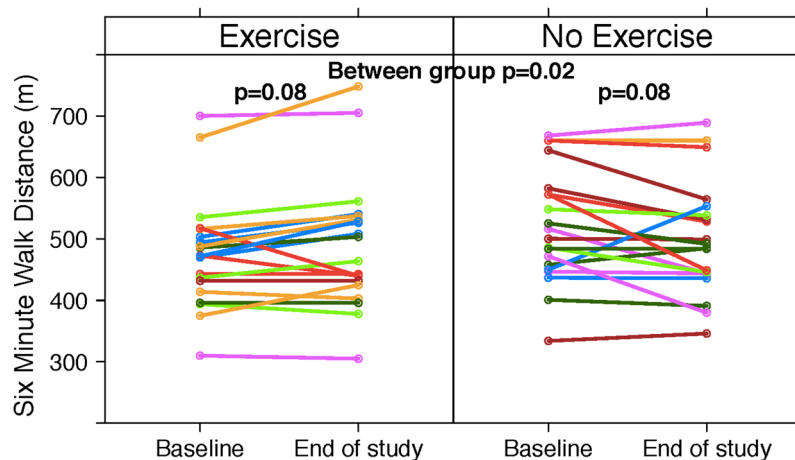 Exercise
No Exercise
Between group p=0.02
p=0.08
p=0.08
Six Minute Walk Distance (m)
700
600
500
400
300
Baseline
End of study
Baseline
End of study